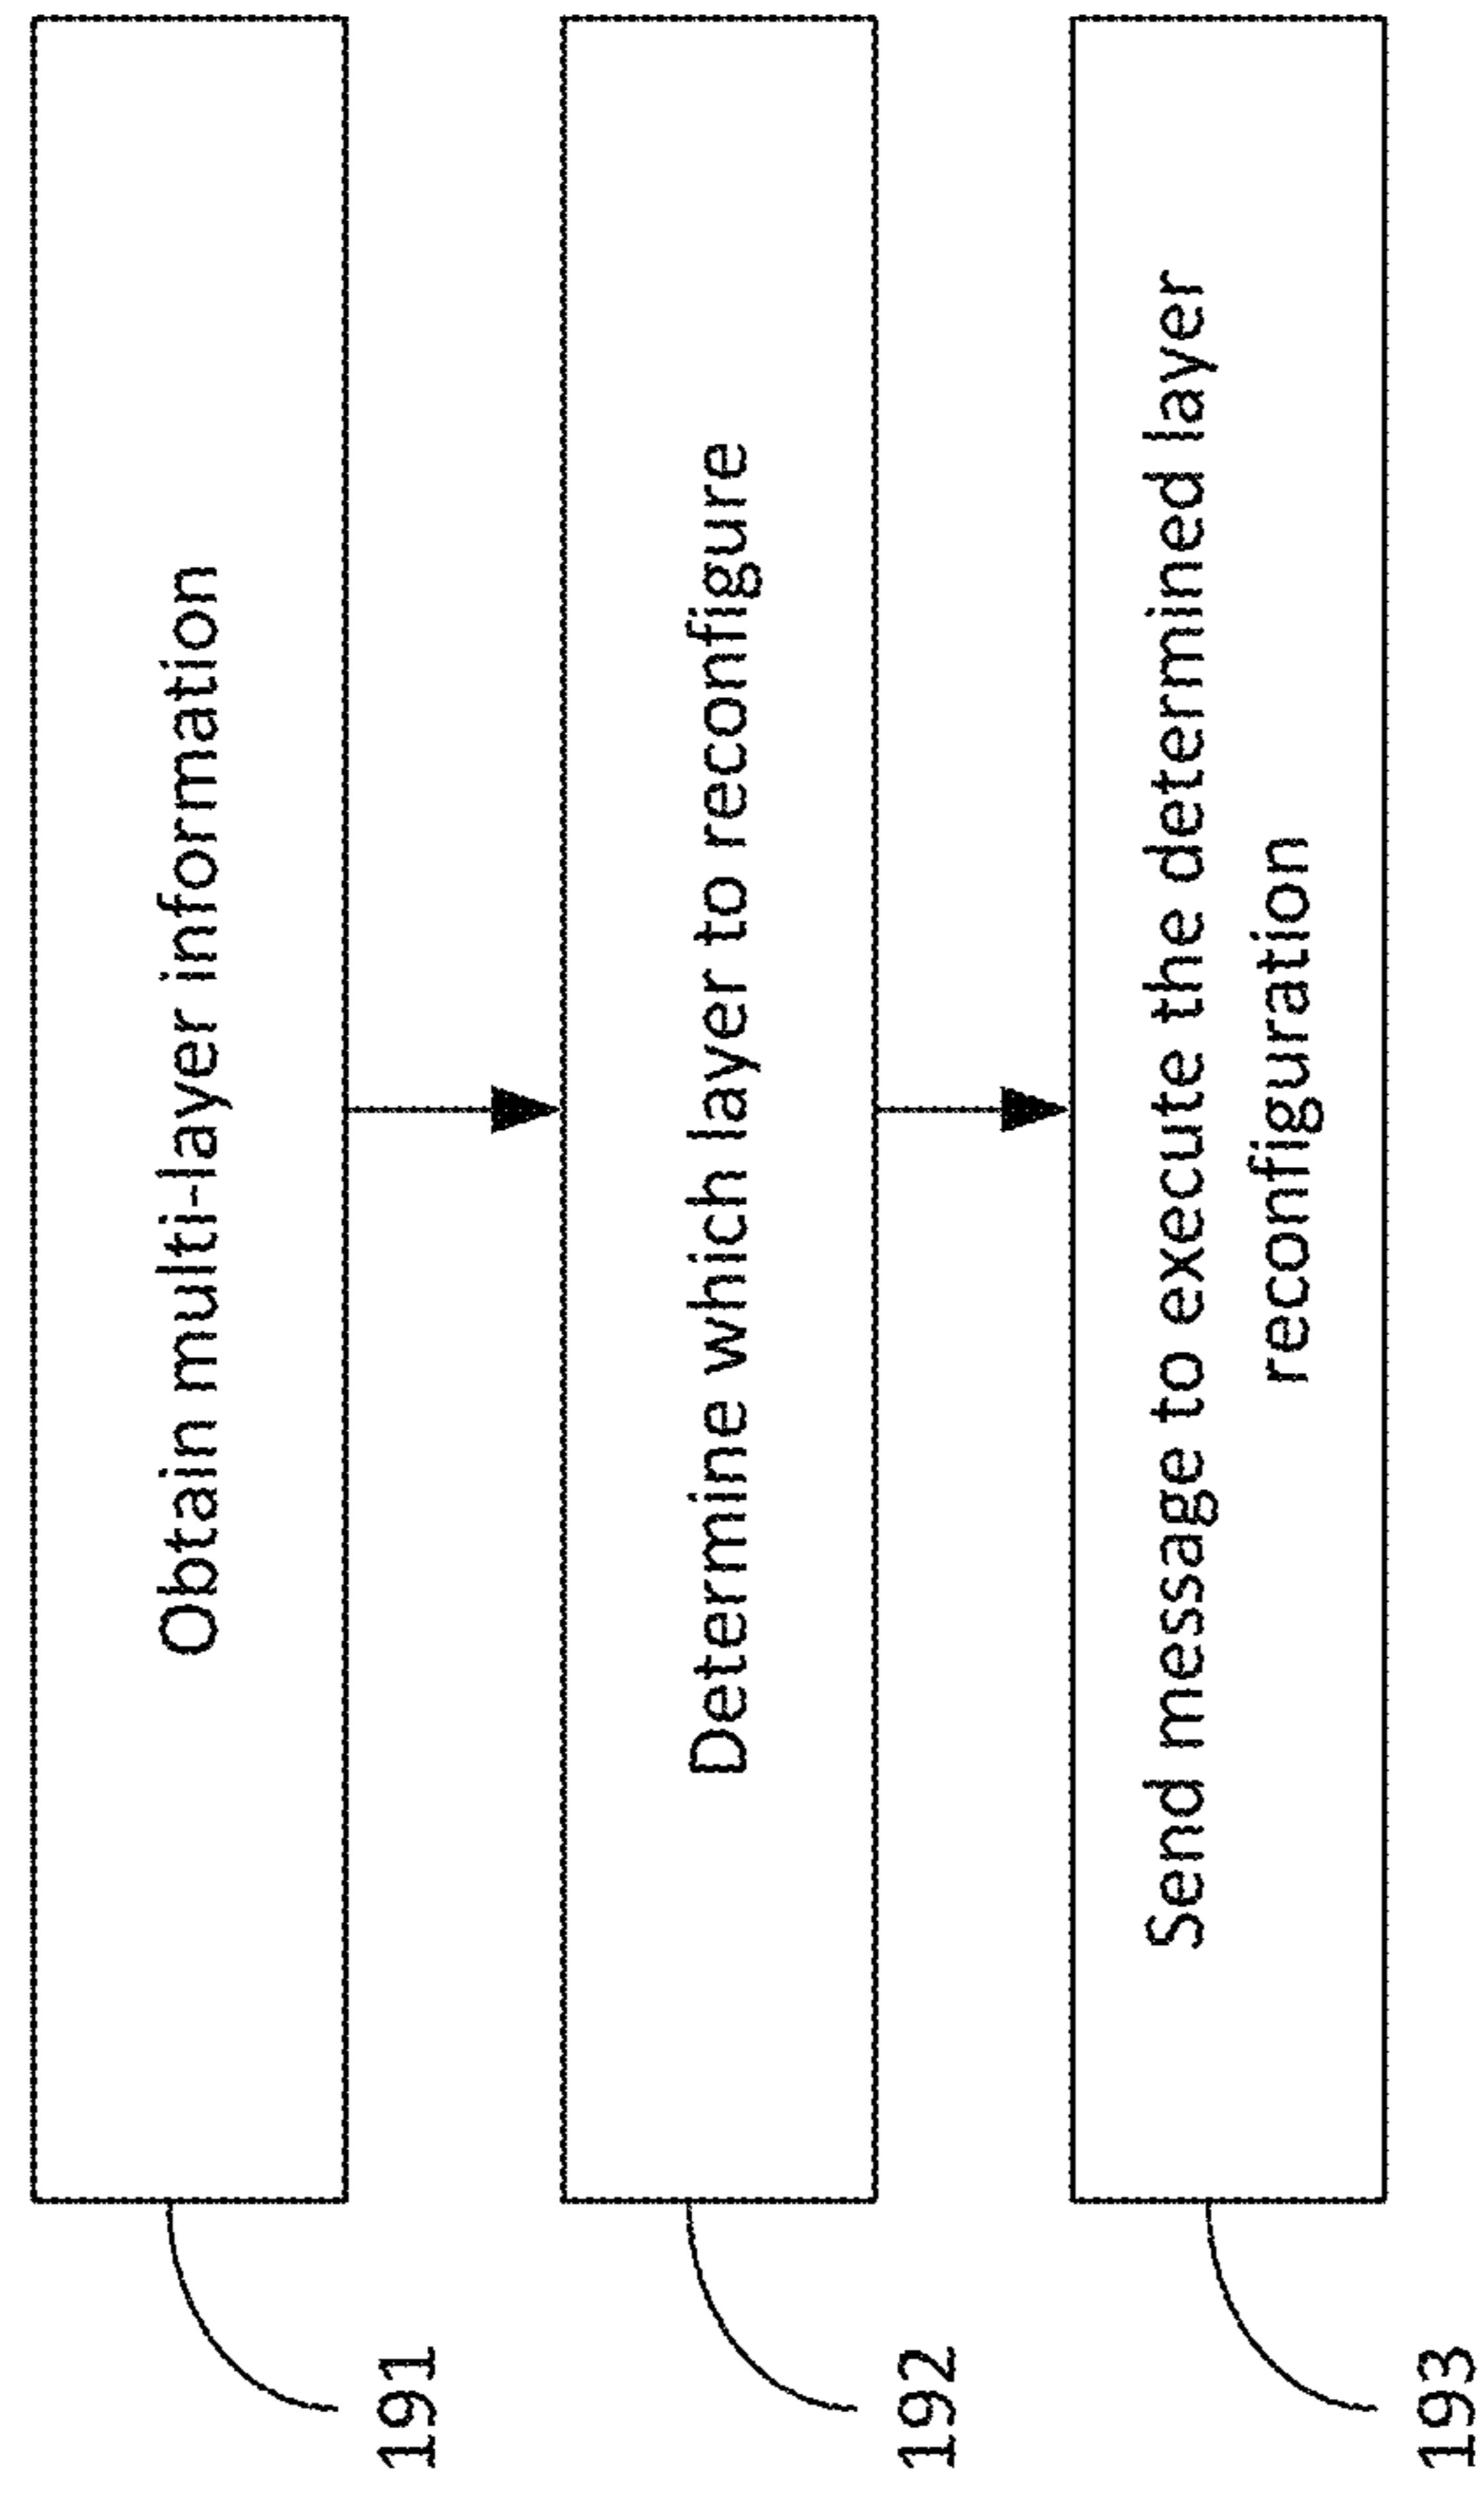 191
Obtain multi-layer information
192
Determine which layer to reconfigure
193
Send message to execute the determined layer
reconfiguration